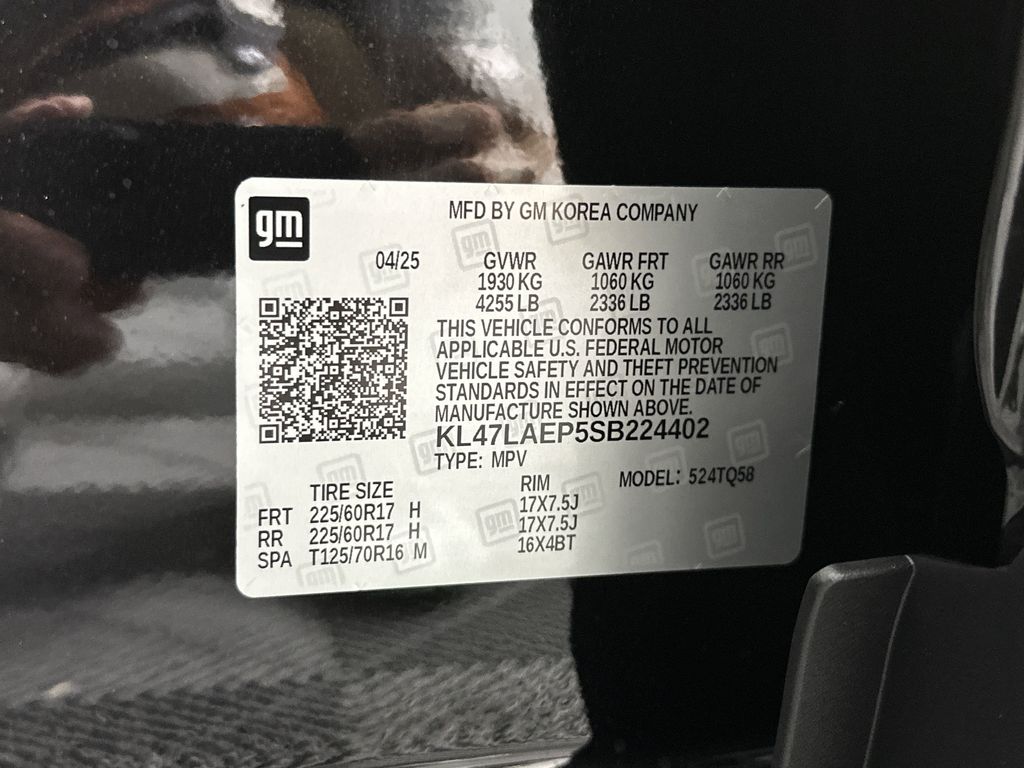 gm
MFD BY GM KOREA COMPANY
04/25 GVWR GAWR FRT GAWR RR
1930 KG 1060 KG 1060 KG
4255 LB 2336 LB 2336 LB
THIS VEHICLE CONFORMS TO ALL
APPLICABLE U.S. FEDERAL MOTOR
VEHICLE SAFETY AND THEFT PREVENTION
STANDARDS IN EFFECT ON THE DATE OF
MANUFACTURE SHOWN ABOVE.
KL47LAEP5SB224402
TYPE: MPV MODEL: 524TQ58
TIRE SIZE RIM
FRT 225/60R17 H 17X7.5J
RR 225/60R17 H 17X7.5J
SPA T125/70R16 M 16X4BT